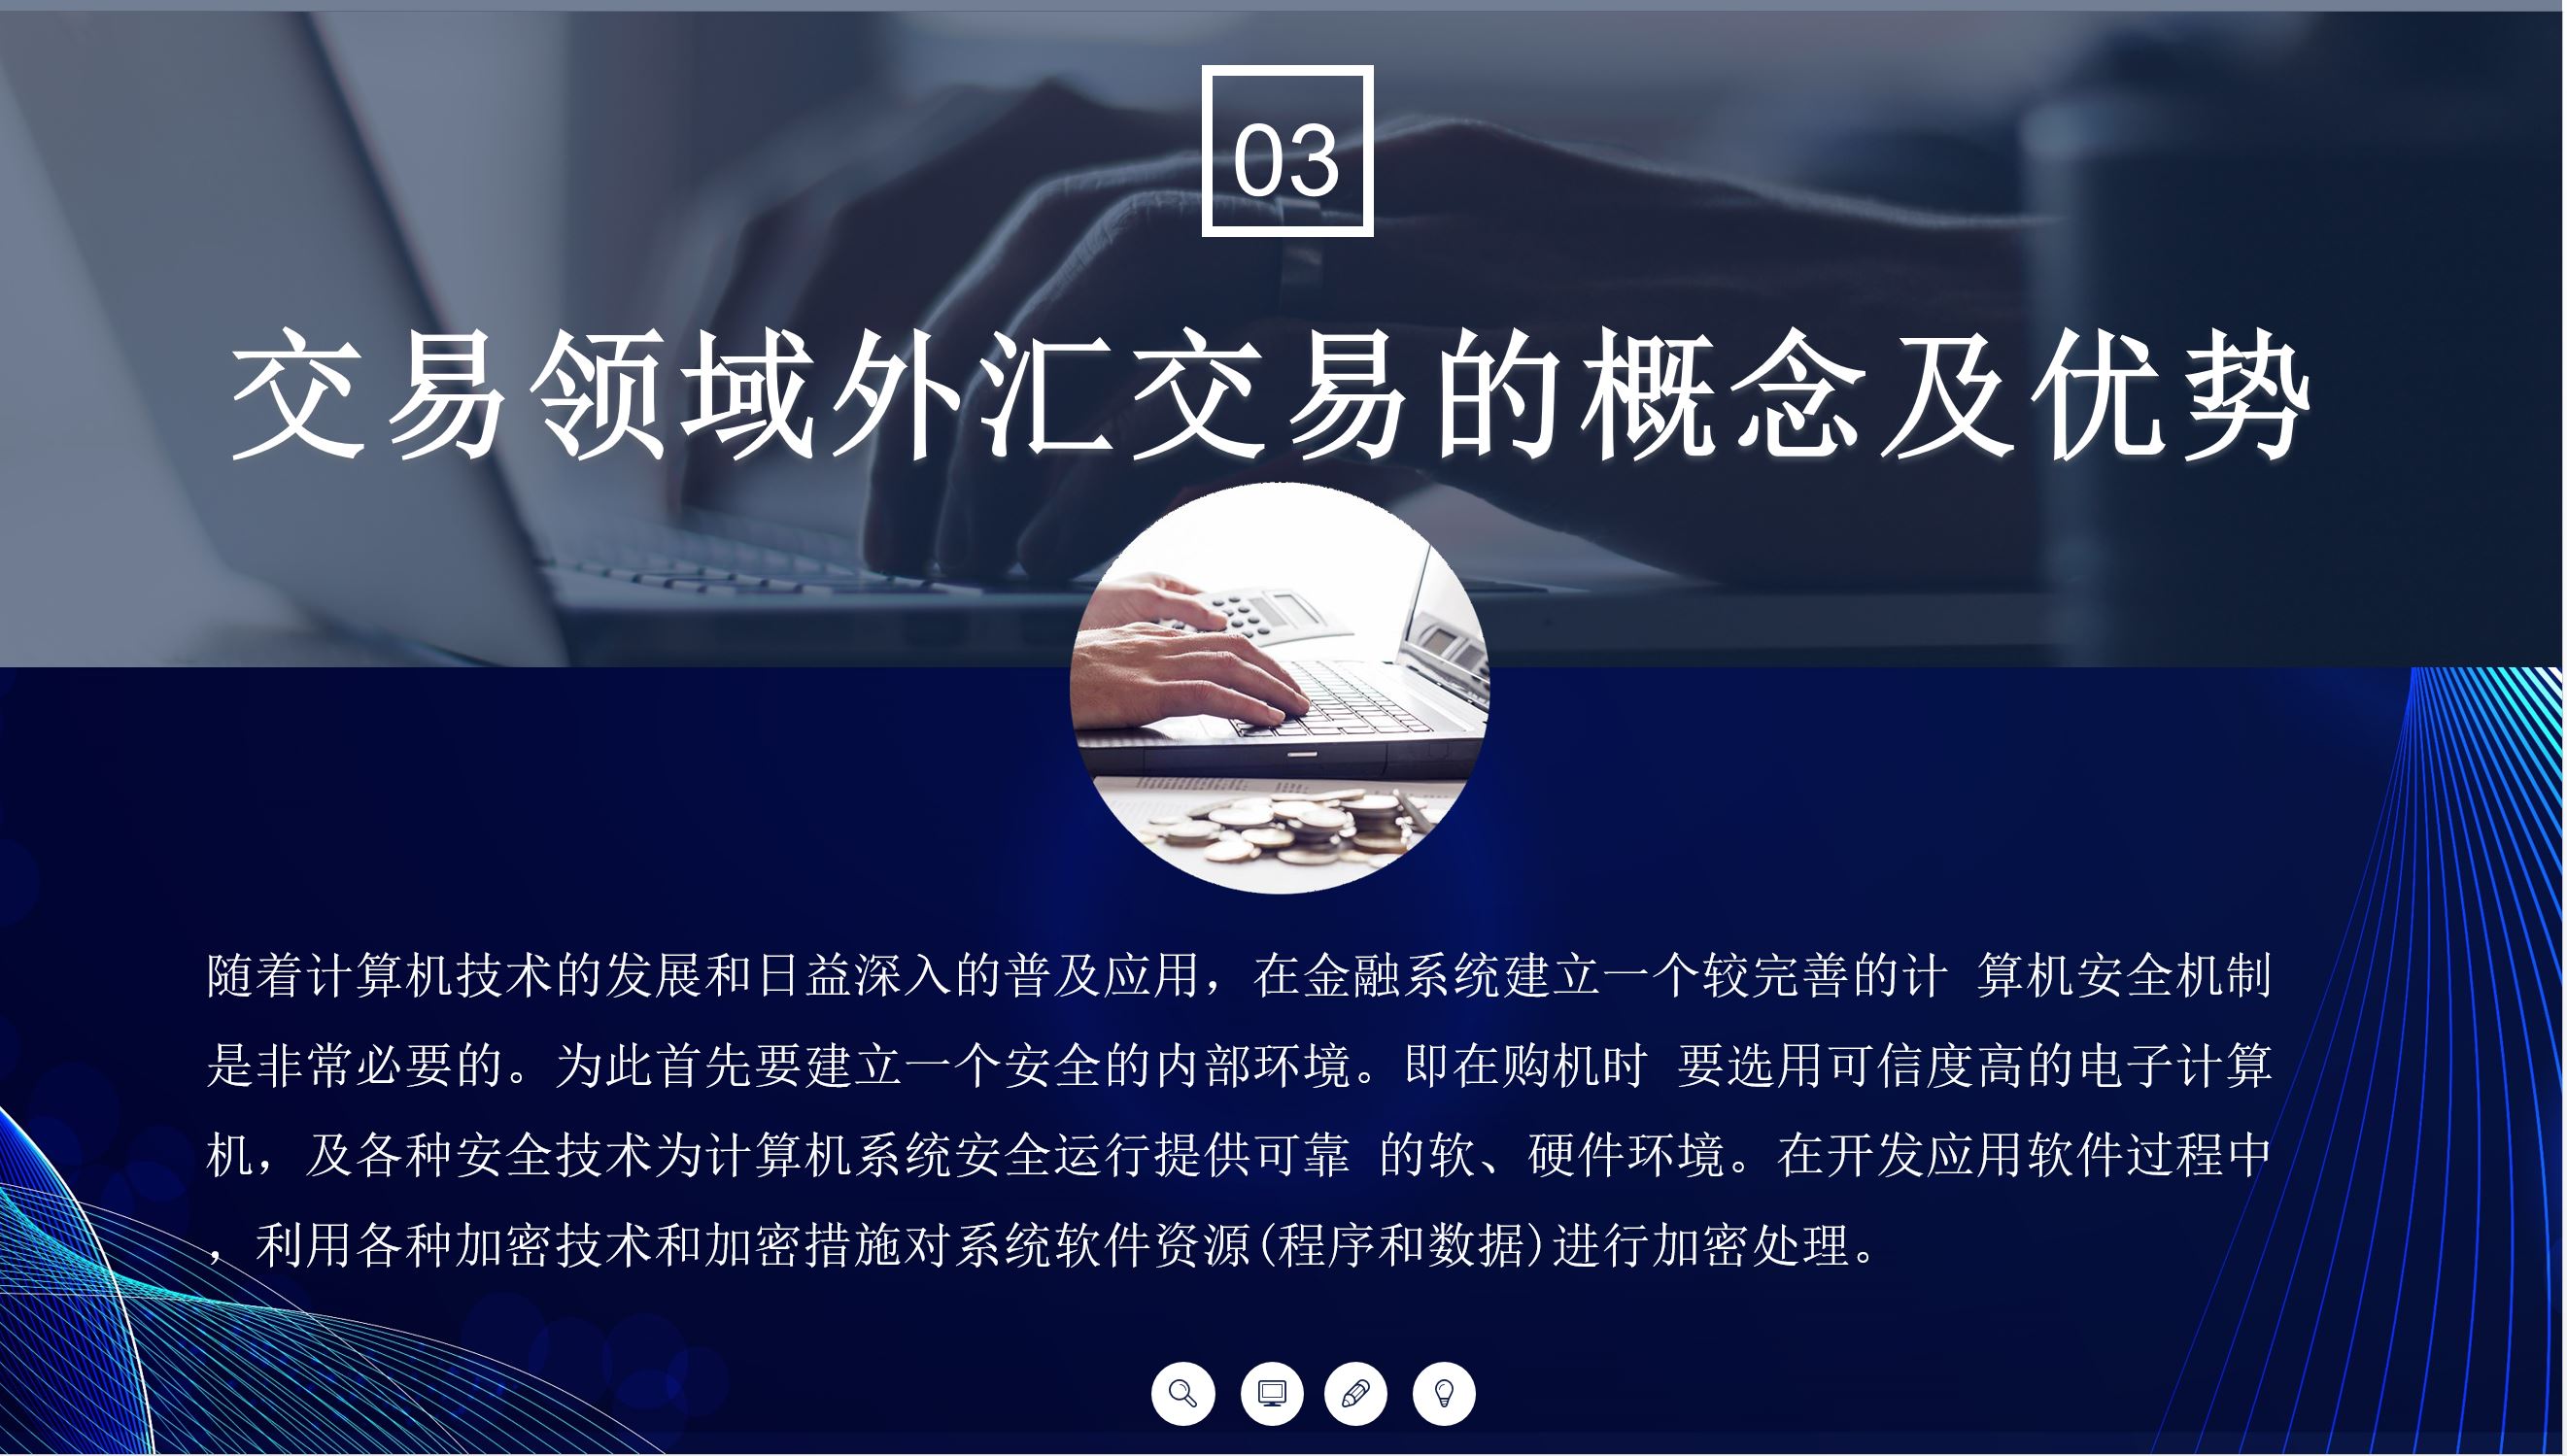 03
交易领域外汇交易的概念及优势
随着计算机技术的发展和日益深入的普及应用，在金融系统建立一个较完善的计 算机安全机制
是非常必要的。为此首先要建立一个安全的内部环境。即在购机时 要选用可信度高的电子计算
机，及各种安全技术为计算机系统安全运行提供可靠 的软、硬件环境。在开发应用软件过程中
，利用各种加密技术和加密措施对系统软件资源(程序和数据)进行加密处理。